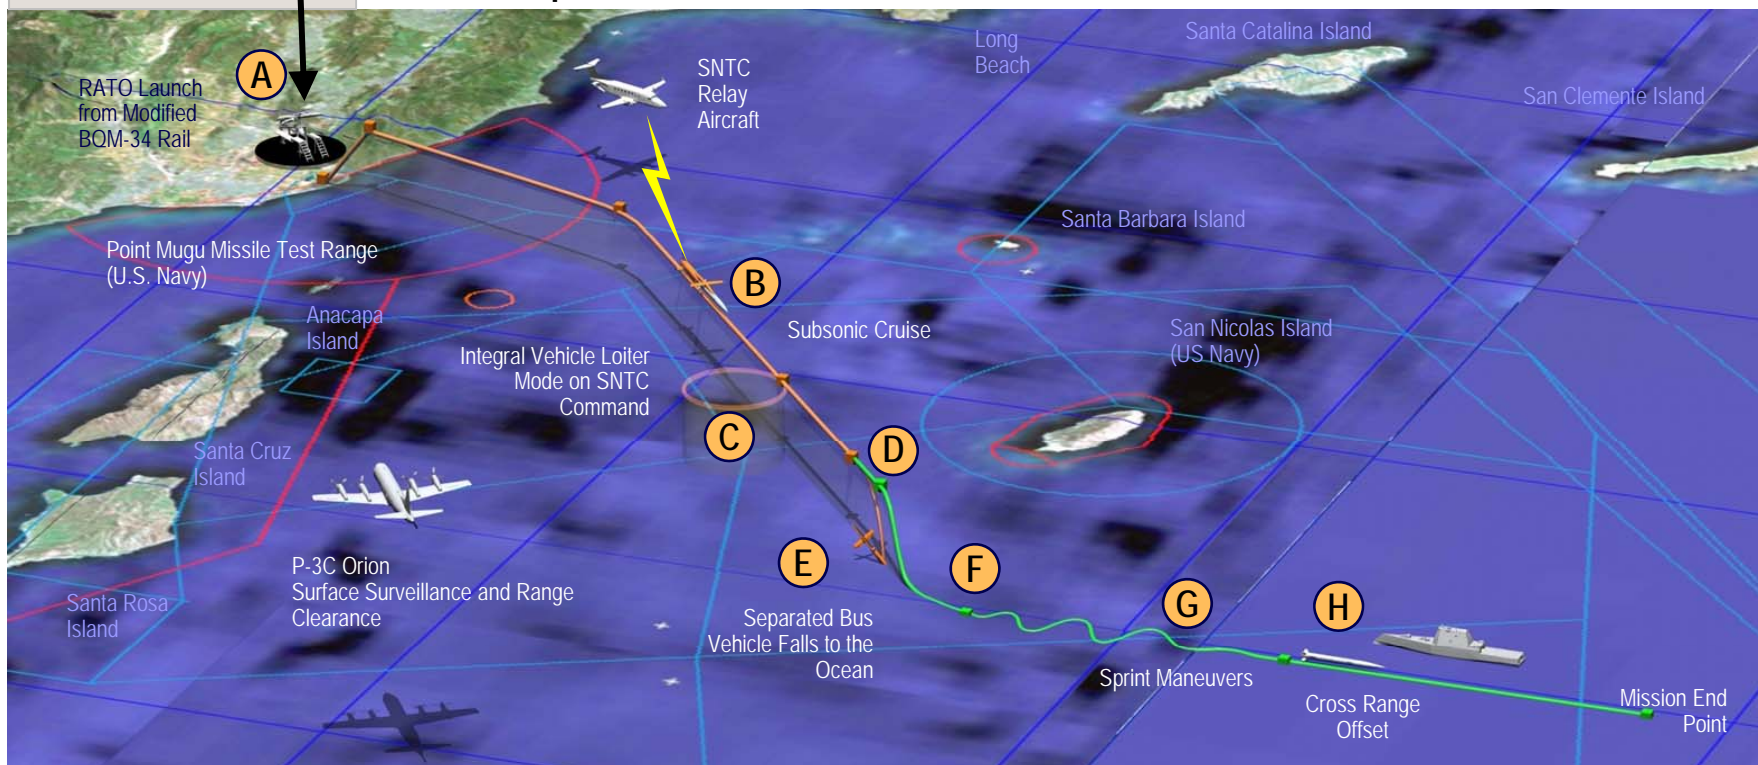 A
RATO Launch
from Modified
BQM-34 Rail
SNTC
Relay
Aircraft
Long
Beach
Santa Catalina Island
San Clemente Island
Point Mugu Missile Test Range
(U.S. Navy)
Santa Barbara Island
B
Subsonic Cruise
Anacapa
Island
San Nicolas Island
(US Navy)
Integral Vehicle Loiter
Mode on SNTC
Command
C
D
Santa Cruz
Island
E
F
P-3C Orion
Surface Surveillance and Range
Clearance
Santa Rosa
Island
Separated Bus
Vehicle Falls to the
Ocean
G
H
Sprint Maneuvers
Cross Range
Offset
Mission End
Point